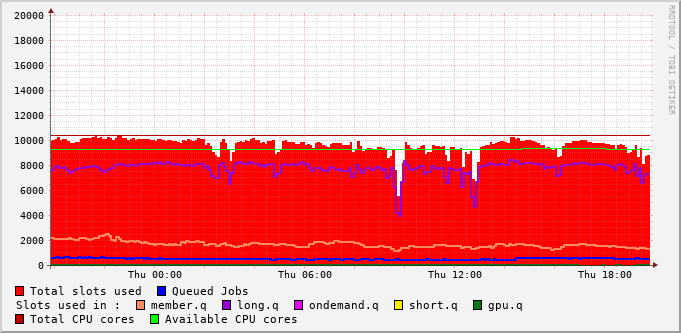 20000
18000
16000
14000
12000
10000
8000
6000
4000
2000
0
Thu 00:00 Thu 06:00 Thu 12:00 Thu 18:00
RRDTOOL / TOBI OETIKER
Total slots used Queued Jobs
Slots used in : member.q long.q ondemand.q short.q gpu.q
Total CPU cores Available CPU cores